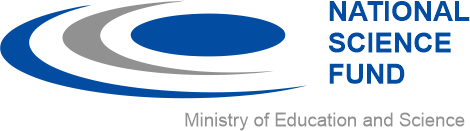 NATIONAL
SCIENCE
FUND
Ministry of Education and Science